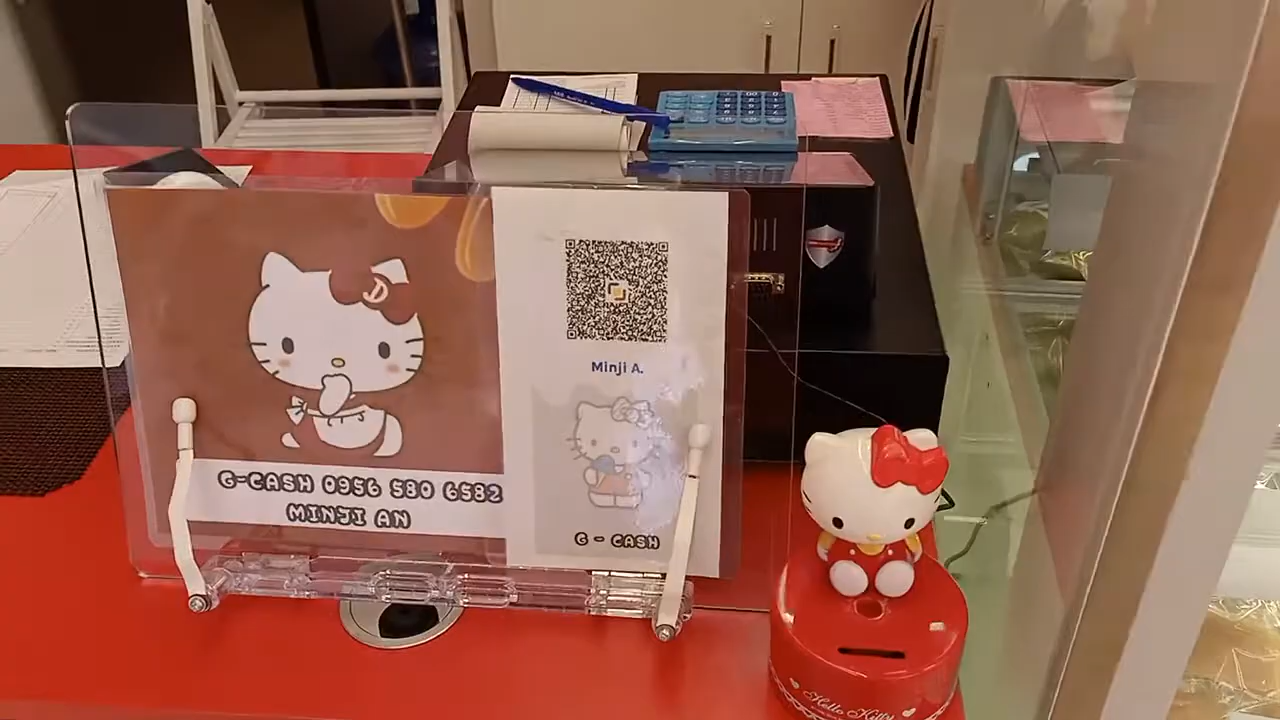 Minji A.
G-CASH 0956 580 6582
MINJI AN
G - CASH
Hello Kitty